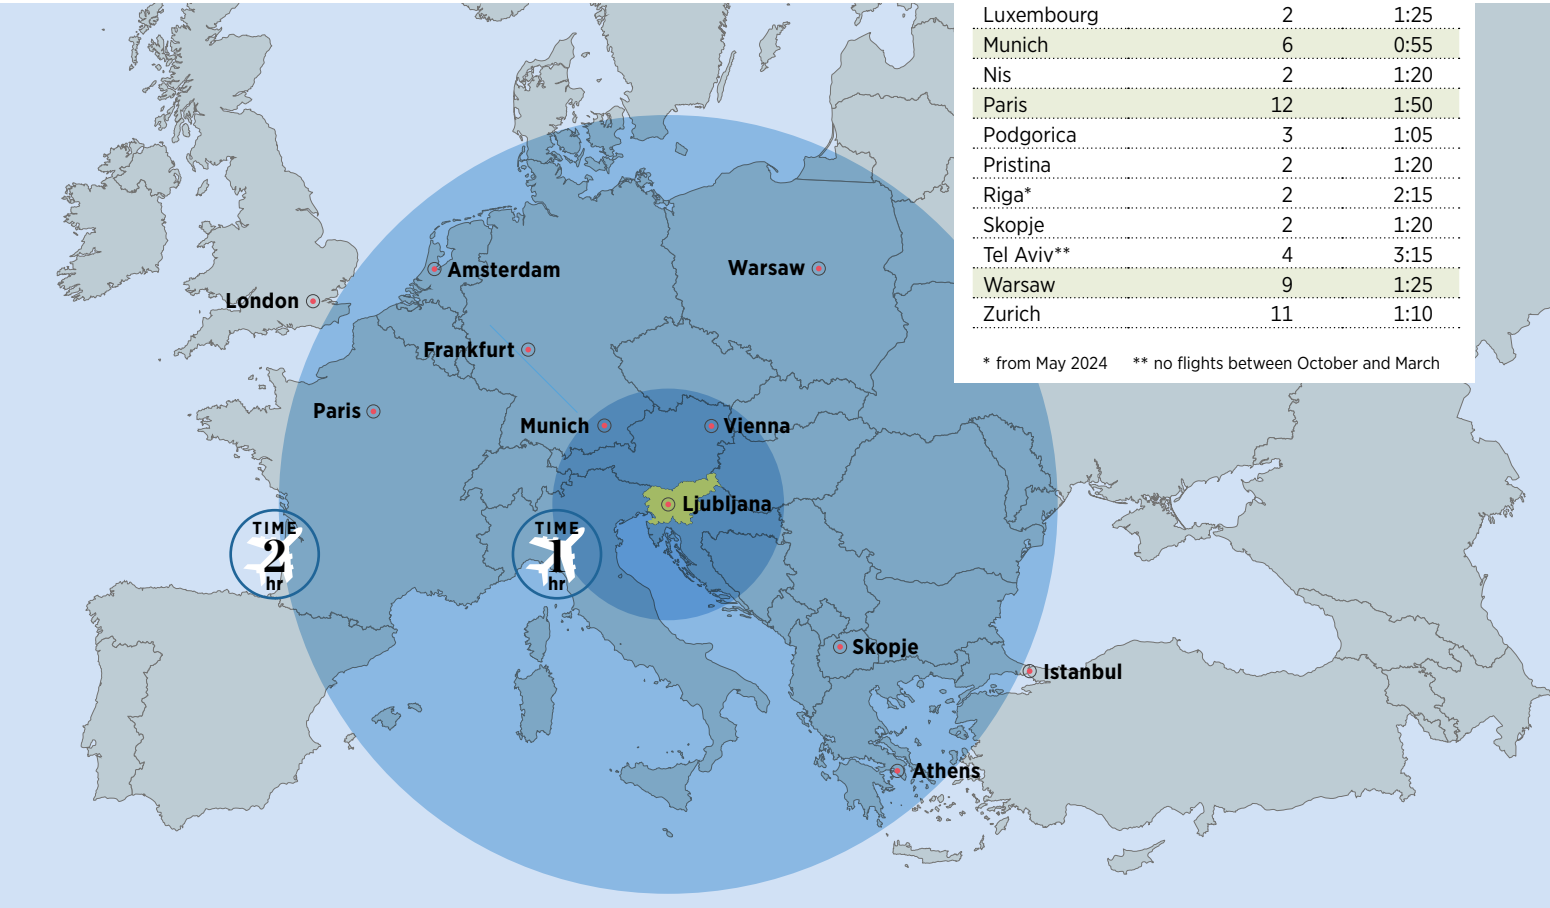 Luxembourg 2 1:25
Munich 6 0:55
Nis 2 1:20
Paris 12 1:50
Podgorica 3 1:05
Pristina 2 1:20
Riga* 2 2:15
Skopje 2 1:20
Tel Aviv** 4 3:15
Warsaw 9 1:25
Zurich 11 1:10
* from May 2024 ** no flights between October and March
Amsterdam
Warsaw
London
Frankfurt
Paris
Munich
Vienna
Ljubljana
TIME
2
hr
TIME
1
hr
Skopje
Istanbul
Athens